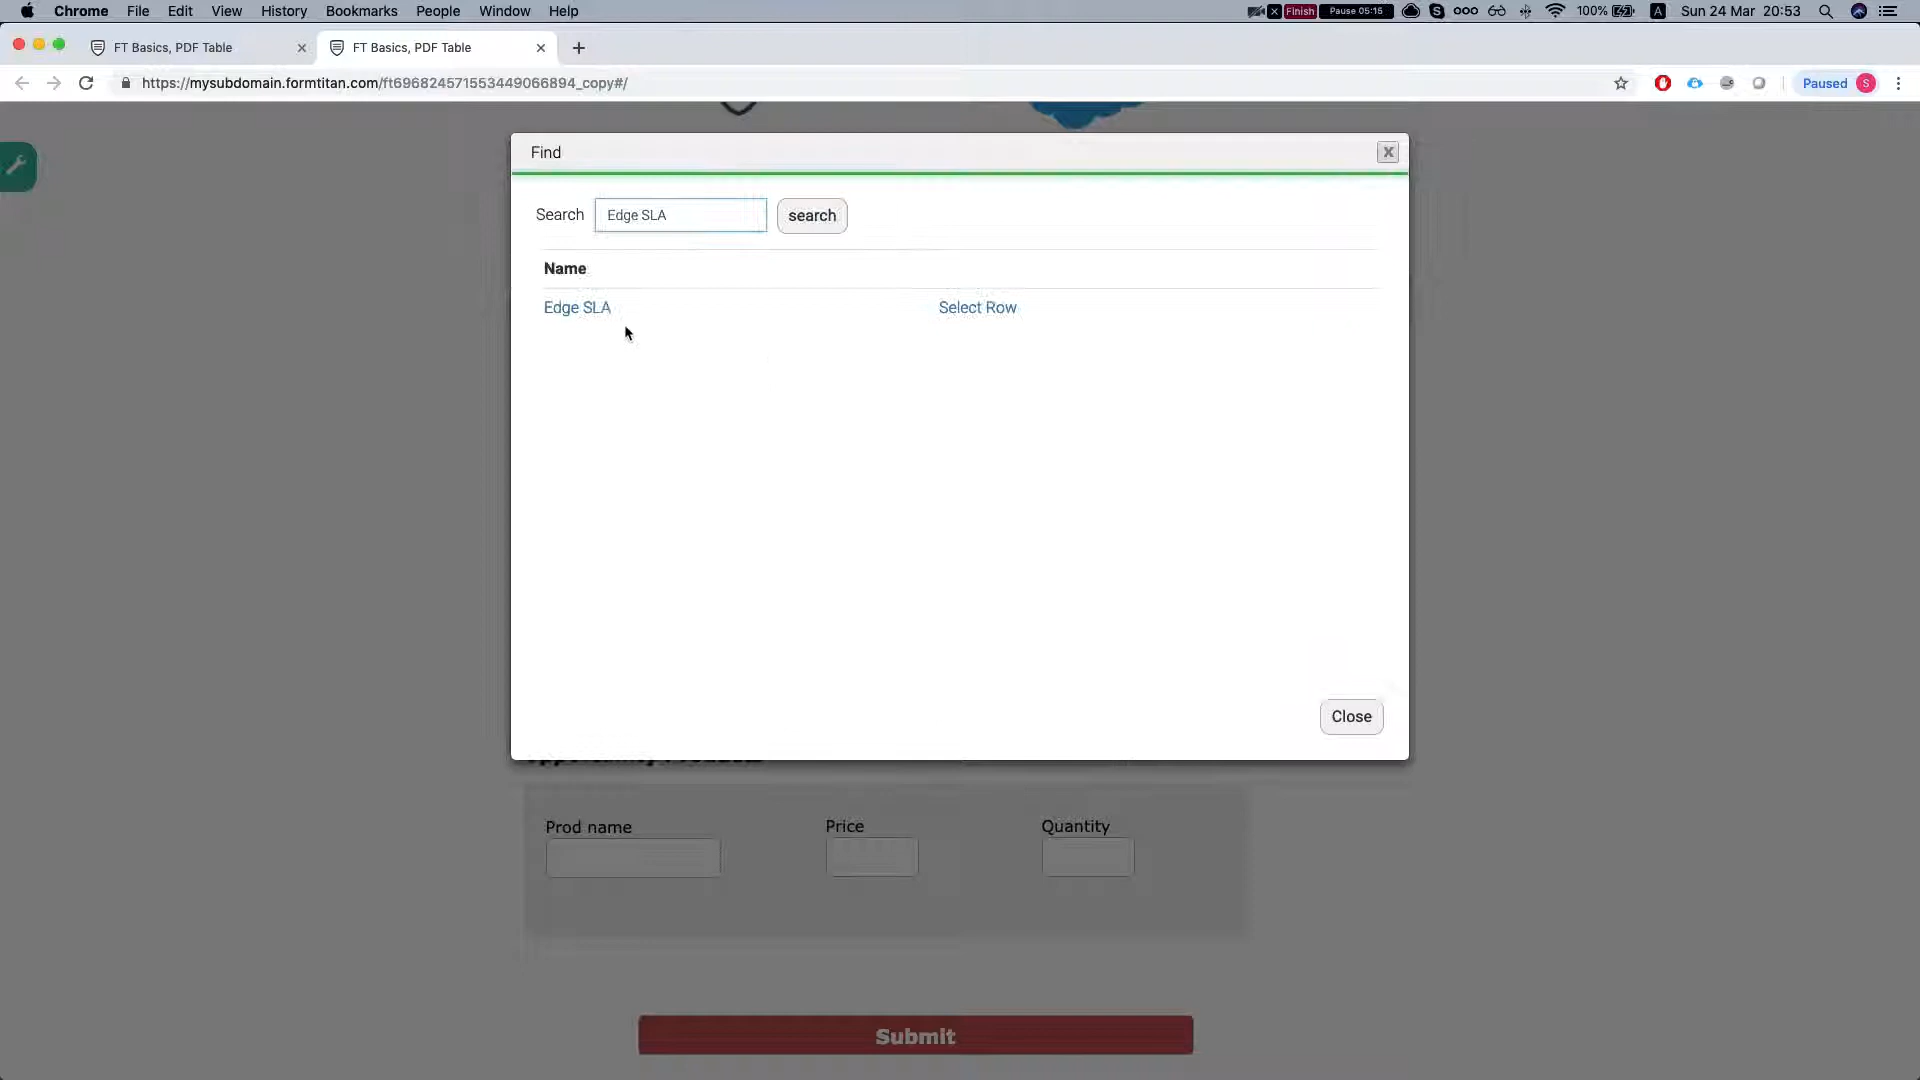 Chrome File Edit View History Bookmarks People Window Help
Finish Pause 05:15 100% A Sun 24 Mar 20:53
FT Basics, PDF Table
FT Basics, PDF Table
https://mysubdomain.formtitan.com/ft696824571553449066894_copy#/
Paused S
Find
X
Search Edge SLA search
Name
Edge SLA Select Row
Close
Prod name Price Quantity
Submit